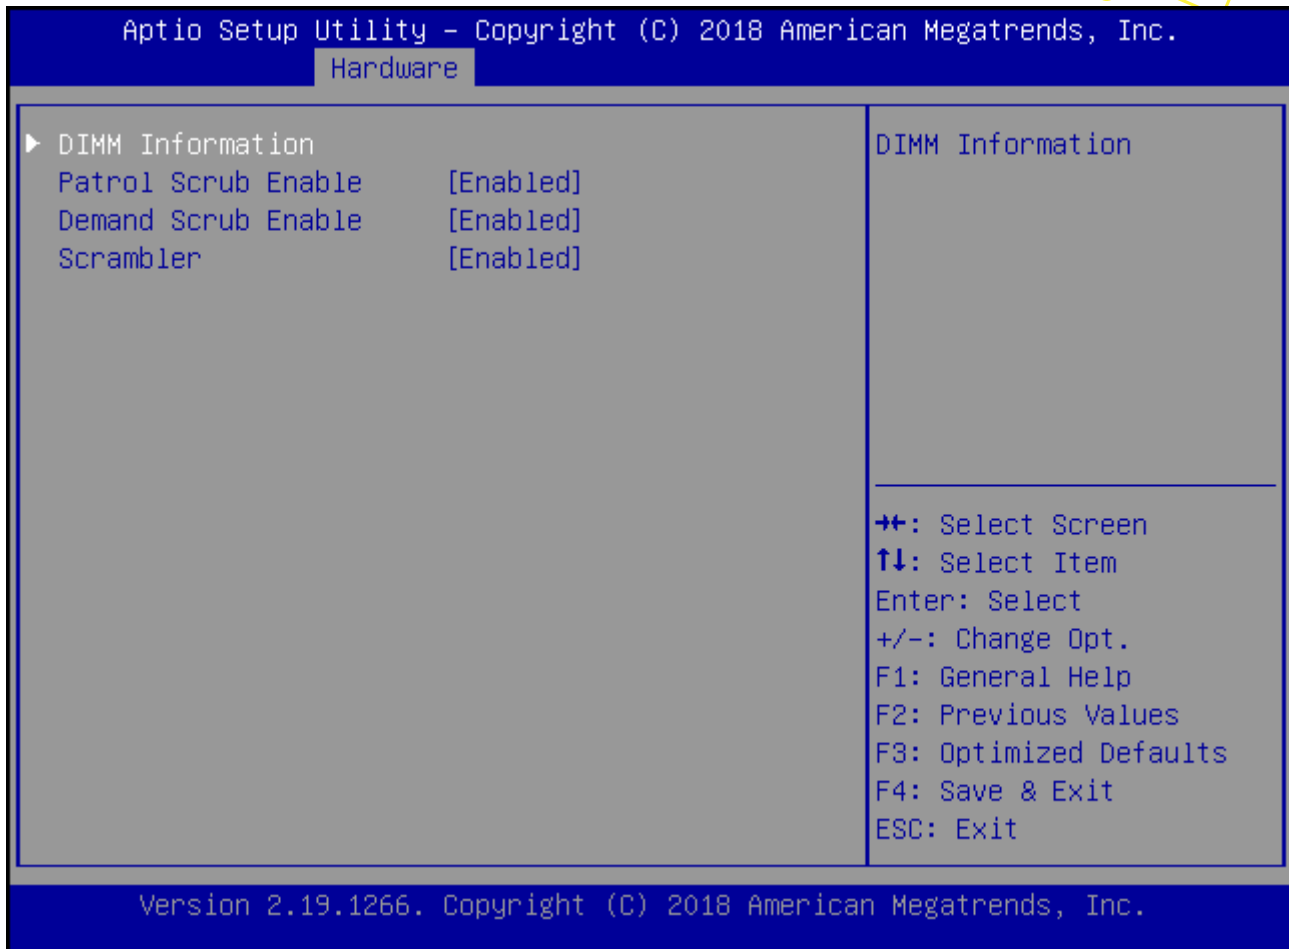 Aptio Setup Utility – Copyright (C) 2018 American Megatrends, Inc.
Hardware
DIMM Information
Patrol Scrub Enable [Enabled]
Demand Scrub Enable [Enabled]
Scrambler [Enabled]
DIMM Information
→←: Select Screen
↑↓: Select Item
Enter: Select
+/-: Change Opt.
F1: General Help
F2: Previous Values
F3: Optimized Defaults
F4: Save & Exit
ESC: Exit
Version 2.19.1266. Copyright (C) 2018 American Megatrends, Inc.